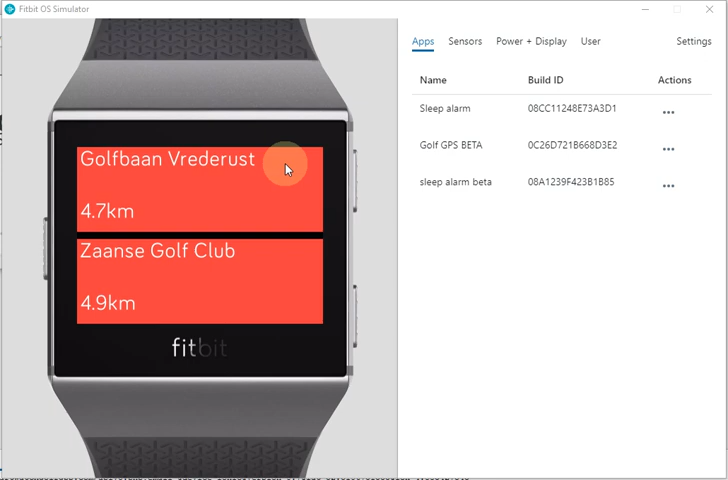 Fitbit OS Simulator
Golfbaan Vrederust
4.7km
Zaanse Golf Club
4.9km
fitbit
Apps Sensors Power + Display User Settings
Name Build ID Actions
Sleep alarm 08CC11248E73A3D1
Golf GPS BETA 0C26D721B668D3E2
sleep alarm beta 08A1239F423B1B85